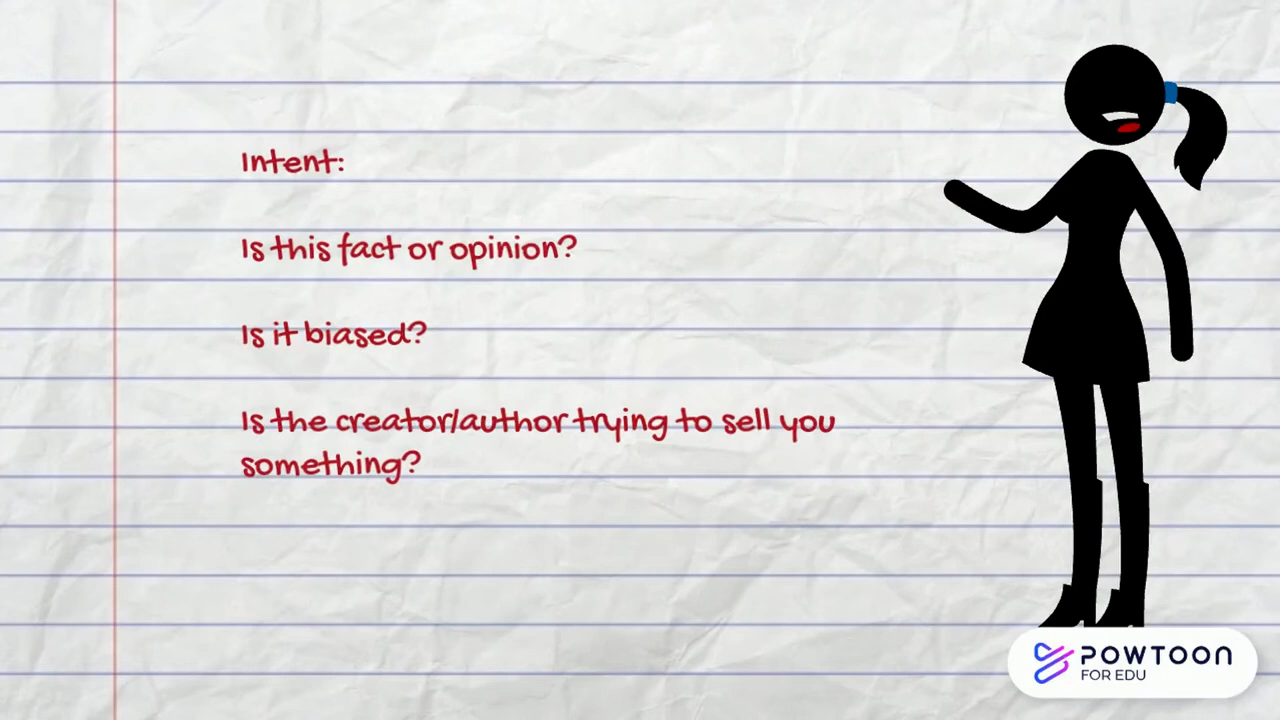 Intent:
Is this fact or opinion?
Is it biased?
Is the creator/author trying to sell you
something?
POWTOON
FOR EDU